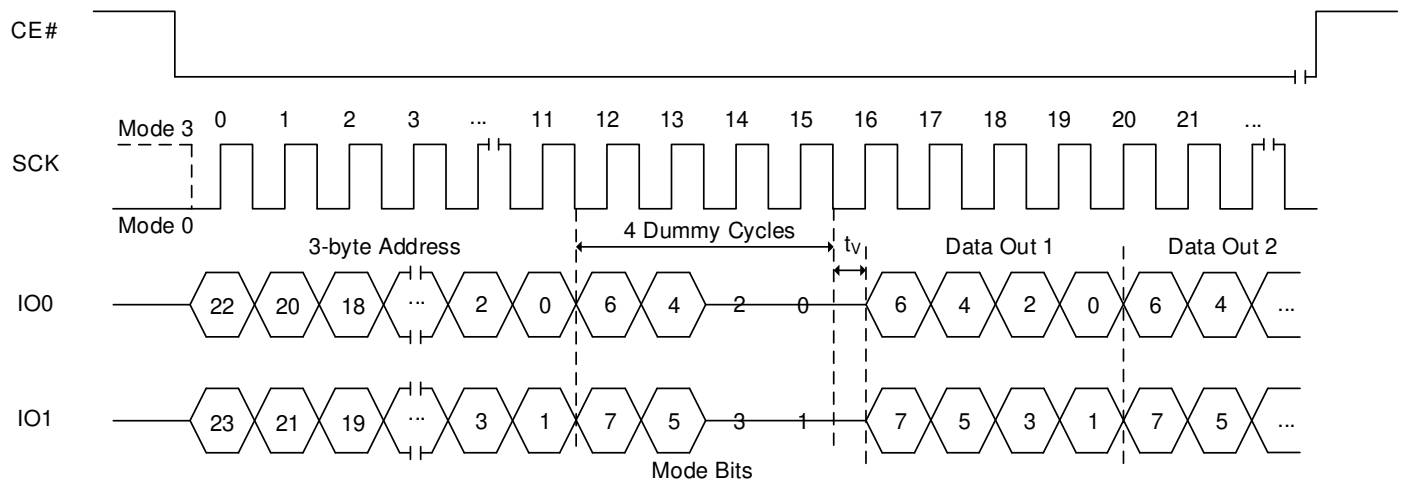 CE#
Mode 3 0 1 2 3 ... 11 12 13 14 15 16 17 18 19 20 21 ...
SCK
Mode 0
3-byte Address 4 Dummy Cycles tV Data Out 1 Data Out 2
IO0 22 20 18 ... 2 0 6 4 2 0 6 4 2 0 6 4 ...
IO1 23 21 19 ... 3 1 7 5 3 1 7 5 3 1 7 5 ...
Mode Bits